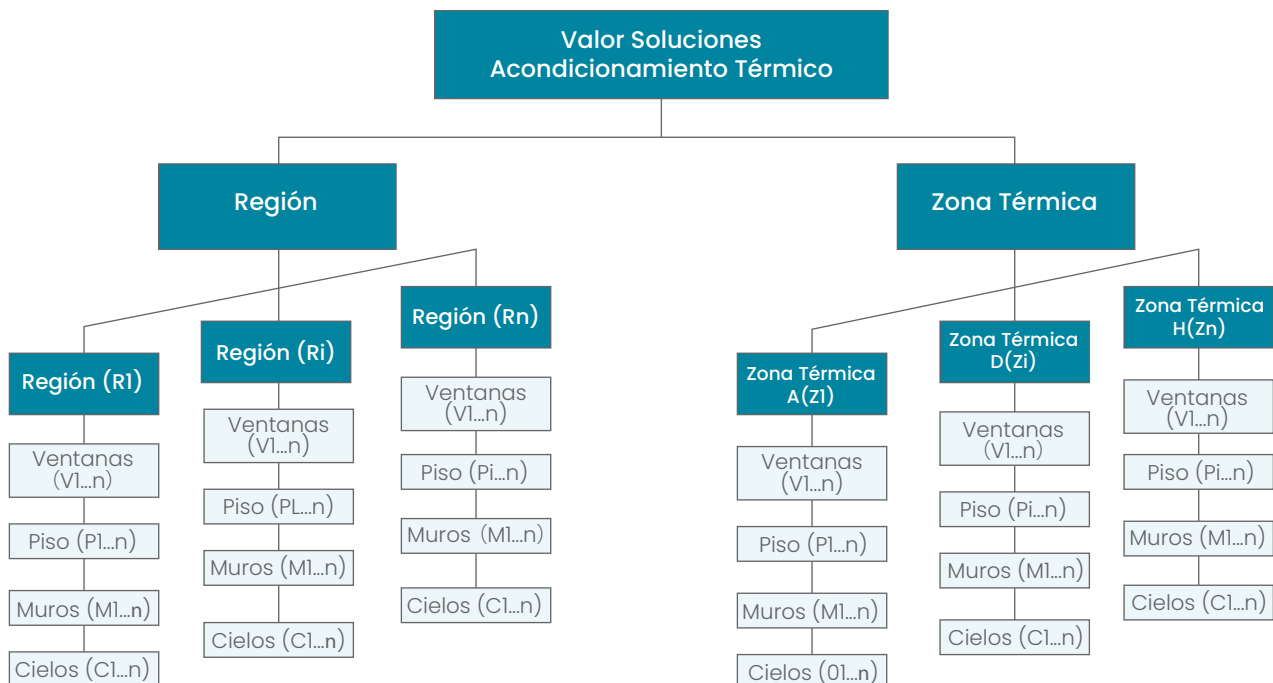 Valor Soluciones
Acondicionamiento Térmico
Región
Zona Térmica
Región (R1)
Ventanas
(V1...n)
Piso (P1...n)
Muros (M1...n)
Cielos (C1...n)
Región (Ri)
Ventanas
(V1...n)
Piso (PL...n)
Muros (M1...n)
Cielos (C1...n)
Región (Rn)
Ventanas
(V1...n)
Piso (Pi...n)
Muros (M1...n)
Cielos (C1...n)
Zona Térmica
A(Z1)
Ventanas
(V1...n)
Piso (P1...n)
Muros (M1...n)
Cielos (01...n)
Zona Térmica
D(Zi)
Ventanas
(V1...n)
Piso (Pi...n)
Muros (M1...n)
Cielos (C1...n)
Zona Térmica
H(Zn)
Ventanas
(V1...n)
Piso (Pi...n)
Muros (M1...n)
Cielos (C1...n)